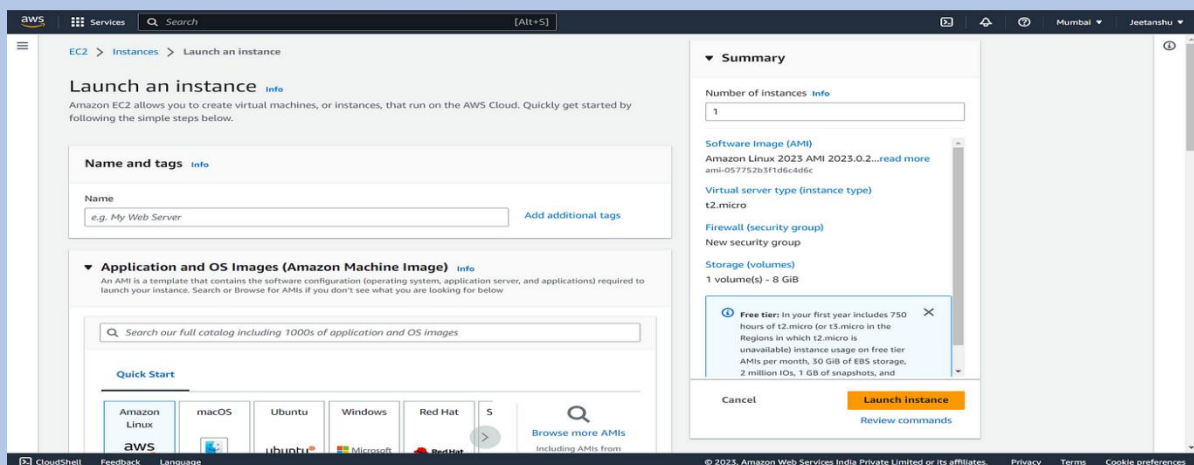 aws
Services
Search
[Alt+S]
Mumbai
Jeetanshu
EC2 > Instances > Launch an instance
Launch an instance Info
Amazon EC2 allows you to create virtual machines, or instances, that run on the AWS Cloud. Quickly get started by
following the simple steps below.
Name and tags Info
Name
e.g. My Web Server
Add additional tags
Application and OS Images (Amazon Machine Image) Info
An AMI is a template that contains the software configuration (operating system, application server, and applications) required to
launch your instance. Search or Browse for AMIs if you don't see what you are looking for below
Search our full catalog including 1000s of application and OS images
Quick Start
Amazon
Linux
aws
macOS
Ubuntu
ubuntu
Windows
Microsoft
Red Hat
Red Hat
S
Browse more AMIs
Including AMIs from
Summary
Number of instances Info
1
Software Image (AMI)
Amazon Linux 2023 AMI 2023.0.2...read more
ami-057752b3f1d6c4d6c
Virtual server type (instance type)
t2.micro
Firewall (security group)
New security group
Storage (volumes)
1 volume(s) - 8 GiB
Free tier: In your first year includes 750
hours of t2.micro (or t3.micro in the
Regions in which t2.micro is
unavailable) instance usage on free tier
AMIs per month, 30 GiB of EBS storage,
2 million IOs, 1 GB of snapshots, and
Cancel
Launch instance
Review commands
CloudShell
Feedback
Language
© 2023, Amazon Web Services India Private Limited or its affiliates.
Privacy
Terms
Cookie preferences